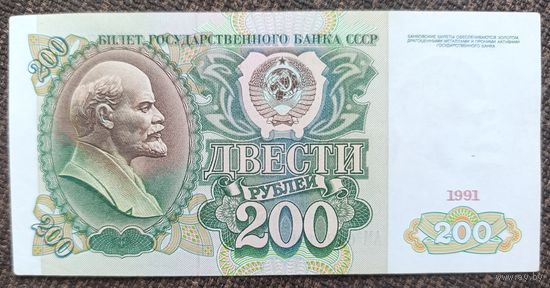 БИЛЕТ ГОСУДАРСТВЕННОГО БАНКА СССР
БАНКОВСКИЕ БИЛЕТЫ ОБЕСПЕЧИВАЮТСЯ ЗОЛОТОМ,
ДРАГОЦЕННЫМИ МЕТАЛЛАМИ И ПРОЧИМИ АКТИВАМИ
ГОСУДАРСТВЕННОГО БАНКА
200
ДВЕСТИ
РУБЛЕЙ
200
1991
200
200